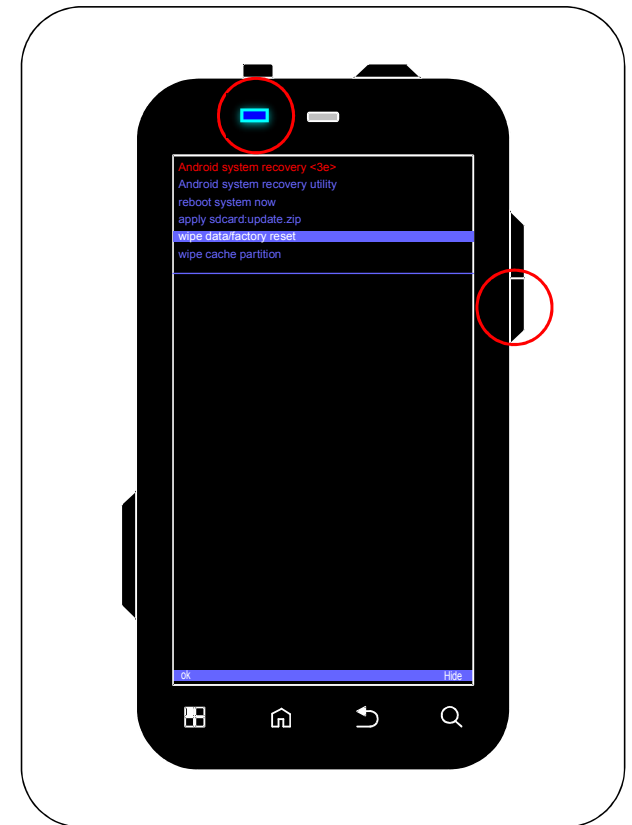 Android system recovery <3e>
Android system recovery utility
reboot system now
apply sdcard:update.zip
wipe data/factory reset
wipe cache partition
ok Hide